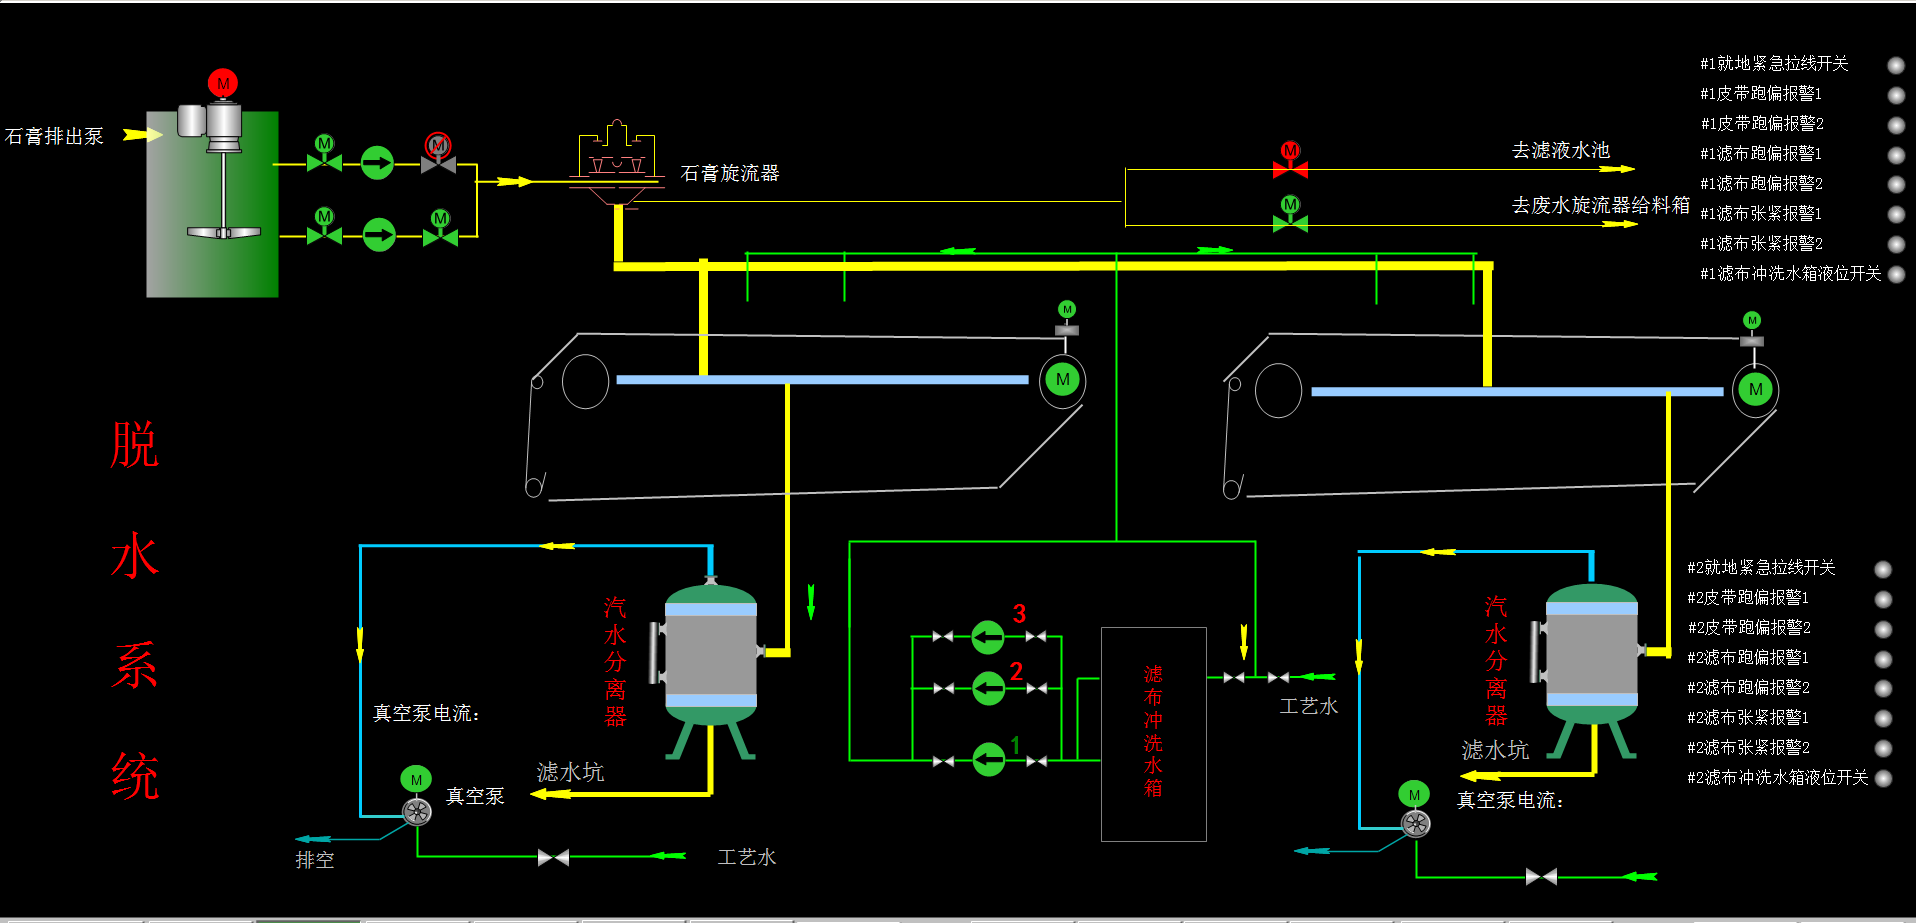 #1就地紧急拉线开关
#1皮带跑偏报警1
#1皮带跑偏报警2
#1滤布跑偏报警1
#1滤布跑偏报警2
#1滤布张紧报警1
#1滤布张紧报警2
#1滤布冲洗水箱液位开关
M
石膏排出泵
M
M
M
M
石膏旋流器
M
去滤液水池
M
去废水旋流器给料箱
M
M
M
M
脱水系统
汽水分离器
3
2
1
滤布冲洗水箱
工艺水
汽水分离器
#2就地紧急拉线开关
#2皮带跑偏报警1
#2皮带跑偏报警2
#2滤布跑偏报警1
#2滤布跑偏报警2
#2滤布张紧报警1
#2滤布张紧报警2
#2滤布冲洗水箱液位开关
真空泵电流：
滤水坑
M
真空泵
排空
工艺水
滤水坑
真空泵电流：
M